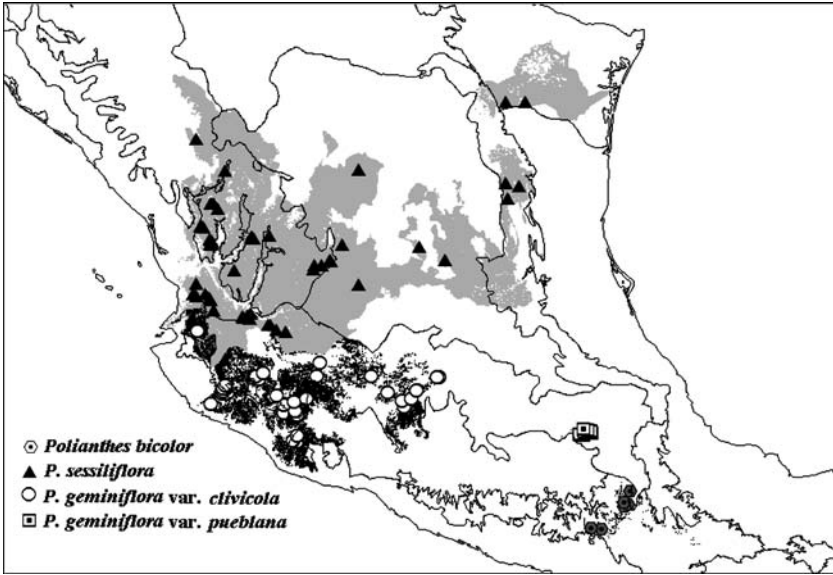 Polianthes bicolor
P. sessiliflora
P. geminiflora var. clivicola
P. geminiflora var. pueblana